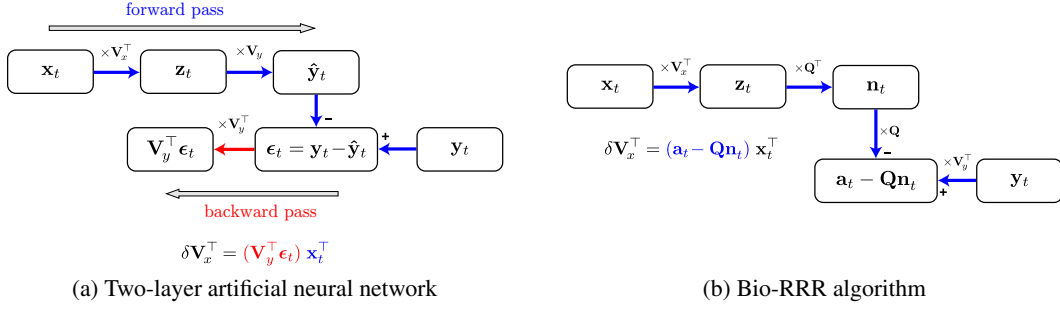 forward pass
×V_x^⊤ ×V_y
x_t z_t ŷ_t
−
×V_y^⊤ +
V_y^⊤ϵ_t ϵ_t = y_t−ŷ_t y_t
backward pass
δV_x^⊤ = (V_y^⊤ϵ_t) x_t^⊤
(a) Two-layer artificial neural network
×V_x^⊤ ×Q^⊤
x_t z_t n_t
×Q
δV_x^⊤ = (a_t − Qn_t) x_t^⊤
− ×V_y^⊤
a_t − Qn_t + y_t
(b) Bio-RRR algorithm